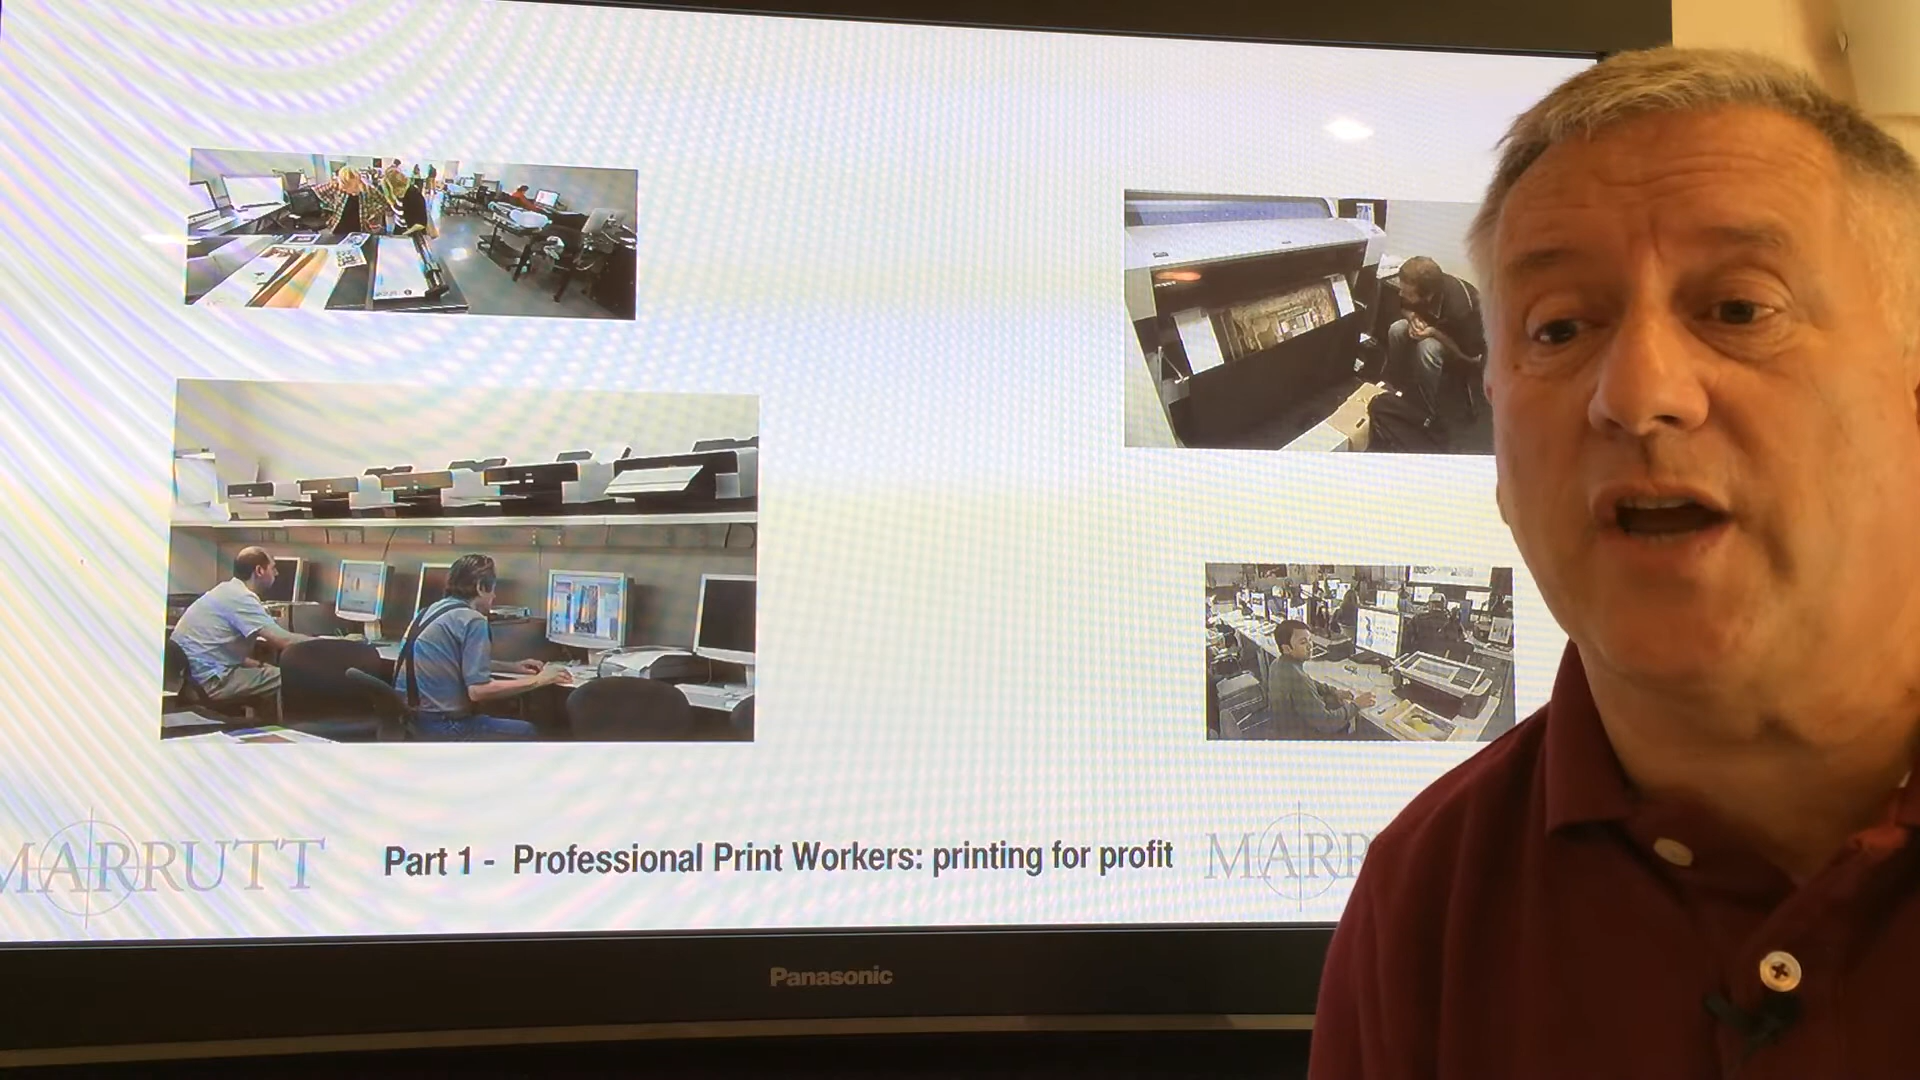 MARRUTT
Part 1 - Professional Print Workers: printing for profit
MARR
Panasonic